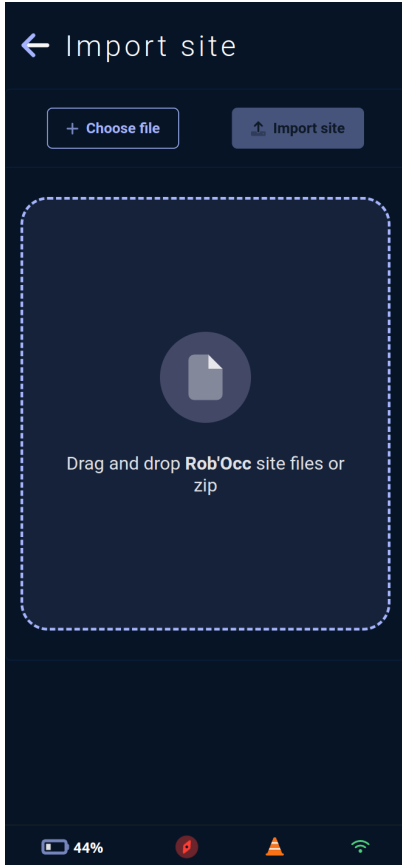 Import site
Choose file
Import site
Drag and drop Rob'Occ site files or
zip
44%